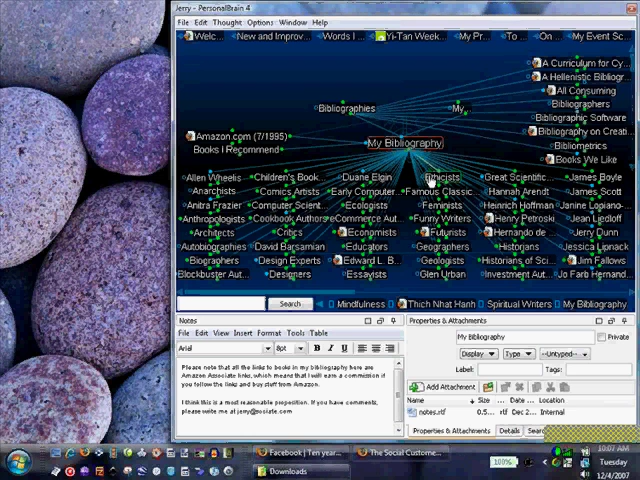 Jerry - PersonalBrain 4
File Edit Thought Options Window Help
Welc... New and Improv... Words I ... Yi-Tan Week... My Pr... To ... On ... My Event Sc
A Curriculum for Cy...
A Hellenistic Bibliogr...
All Consuming
Bibliographies My... Bibliographers
Bibliographic Software
Amazon.com (7/1995) My Bibliography Bibliography on Creati...
Books I Recommend Bibliometrics
Books We Like
Allen Wheelis Children's Book... Duane Elgin Ethicists Great Scientific... James Boyle
Anarchists Comics Artists Early Computer... Famous Classic... Hannah Arendt James Scott
Anitra Frazier Computer Scient... Ecologists Feminists Heinrich Hoffman Janine Lopiano-...
Anthropologists Cookbook Authors eCommerce Aut... Funny Writers Henry Petroski Jared Diamond
Architects Critics Economists Futurists Hernando de... Jerry Dunn
Autobiographies David Barsamian Educators Geographers Historians Jessica Lipnack
Biographers Design Experts Edward L. B... Geologists Historians of Sci... Jim Fallows
Blockbuster Aut... Designers Essayists Glen Urban Investment Aut... Jo Farb Hernand...
Search Mindfulness Thich Nhat Hanh Spiritual Writers My Bibliography
Notes
File Edit View Insert Format Tools Table
Arial 8pt B I U
Please note that all the links to books in my bibliography here are
Amazon Associate links, which means that I will earn a commission if
you follow the links and buy stuff from Amazon.
I think this is a most reasonable proposition. If you have comments,
please write me at jerry@sociate.com
Properties & Attachments
My Bibliography Private
Display Type --Untyped--
Label: Tags:
Add Attachment
Name Size ... Date... Location
notes.rtf 0.5... rtf Dec 2... Internal
Properties & Attachments Details Searc
Facebook | Ten year... The Social Custome...
Downloads
100%
10:07 AM
Tuesday
12/4/2007